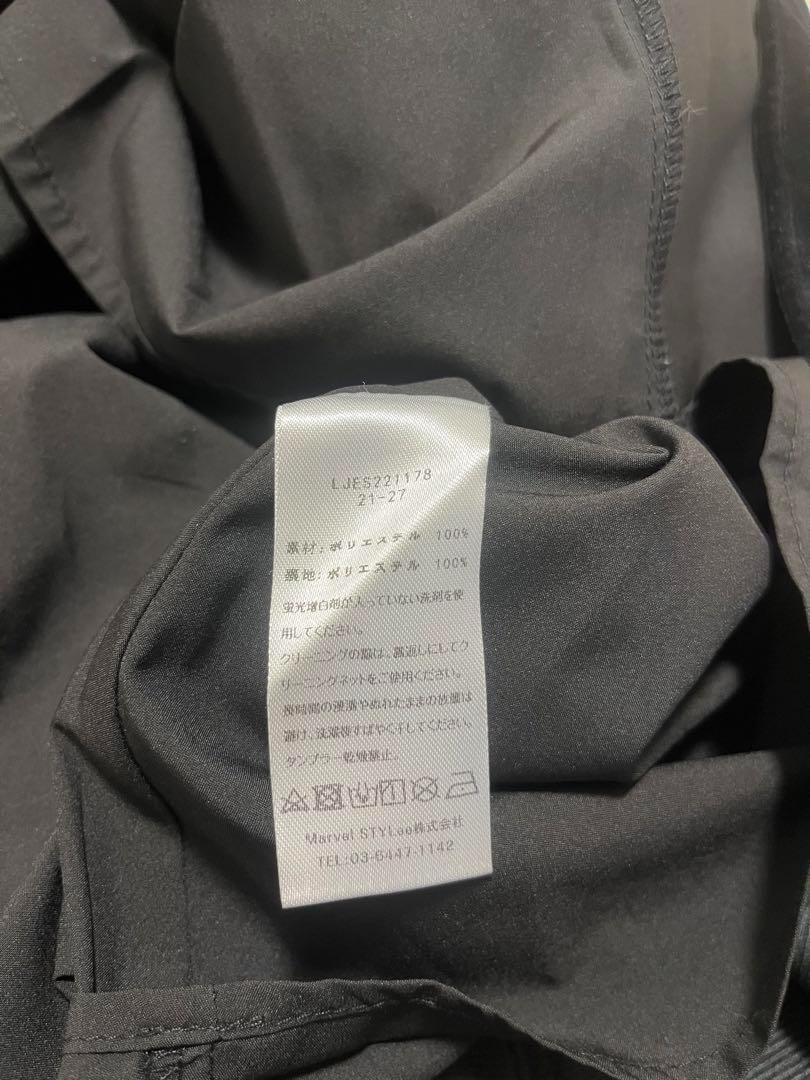 LJES221178
21-27
素材:ポリエステル 100%
裏地:ポリエステル 100%
蛍光増白剤が入っていない洗剤を使
用してください。
クリーニングの際は、裏返しにしてク
リーニングネットをご使用ください。
長時間の浸漬やぬれたままの放置は
避け、洗濯後すばやく干してください。
タンブラー乾燥禁止。
Marvel STYLee株式会社
TEL:03-6447-1142